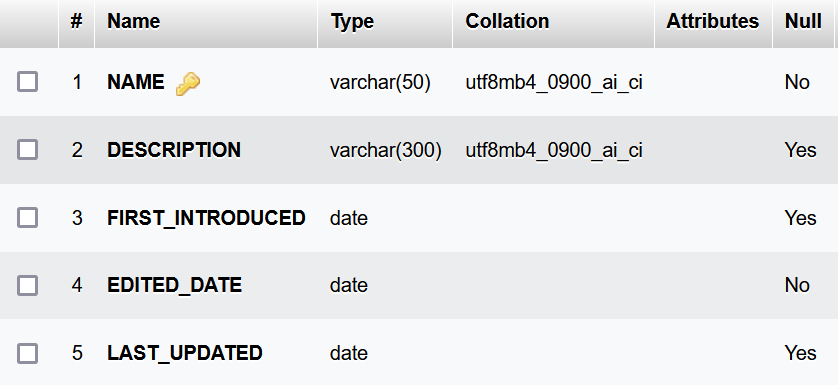 # Name Type Collation Attributes Null
1 NAME varchar(50) utf8mb4_0900_ai_ci No
2 DESCRIPTION varchar(300) utf8mb4_0900_ai_ci Yes
3 FIRST_INTRODUCED date Yes
4 EDITED_DATE date No
5 LAST_UPDATED date Yes